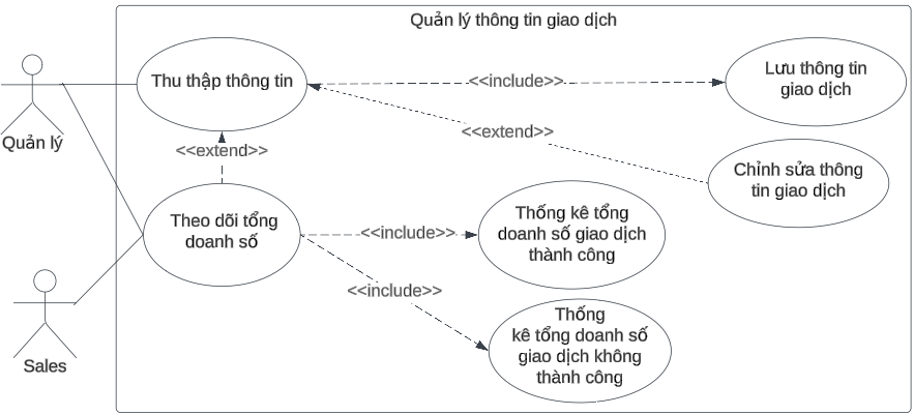 Quản lý thông tin giao dịch
Thu thập thông tin
<<include>>
Lưu thông tin
giao dịch
Quản lý
<<extend>>
<<extend>>
Chỉnh sửa thông
tin giao dịch
Theo dõi tổng
doanh số
<<include>>
Thống kê tổng
doanh số giao dịch
thành công
<<include>>
Thống
kê tổng doanh số
giao dịch không
thành công
Sales